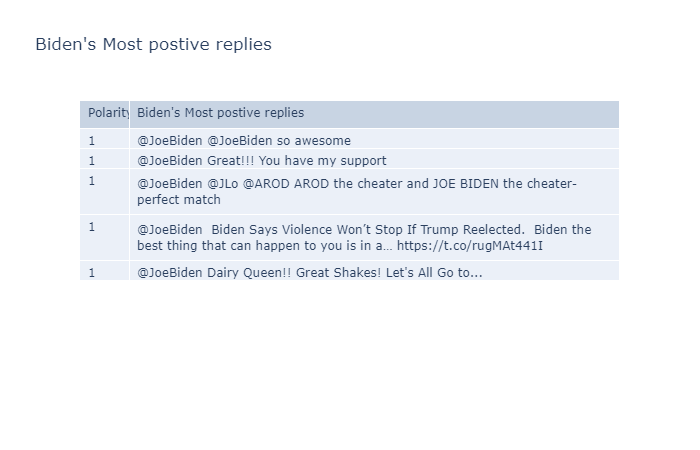 Biden's Most postive replies
Polarity Biden's Most postive replies
1 @JoeBiden @JoeBiden so awesome
1 @JoeBiden Great!!! You have my support
1 @JoeBiden @JLo @AROD AROD the cheater and JOE BIDEN the cheater-
perfect match
1 @JoeBiden  Biden Says Violence Won’t Stop If Trump Reelected.  Biden the
best thing that can happen to you is in a… https://t.co/rugMAt441I
1 @JoeBiden Dairy Queen!! Great Shakes! Let's All Go to...